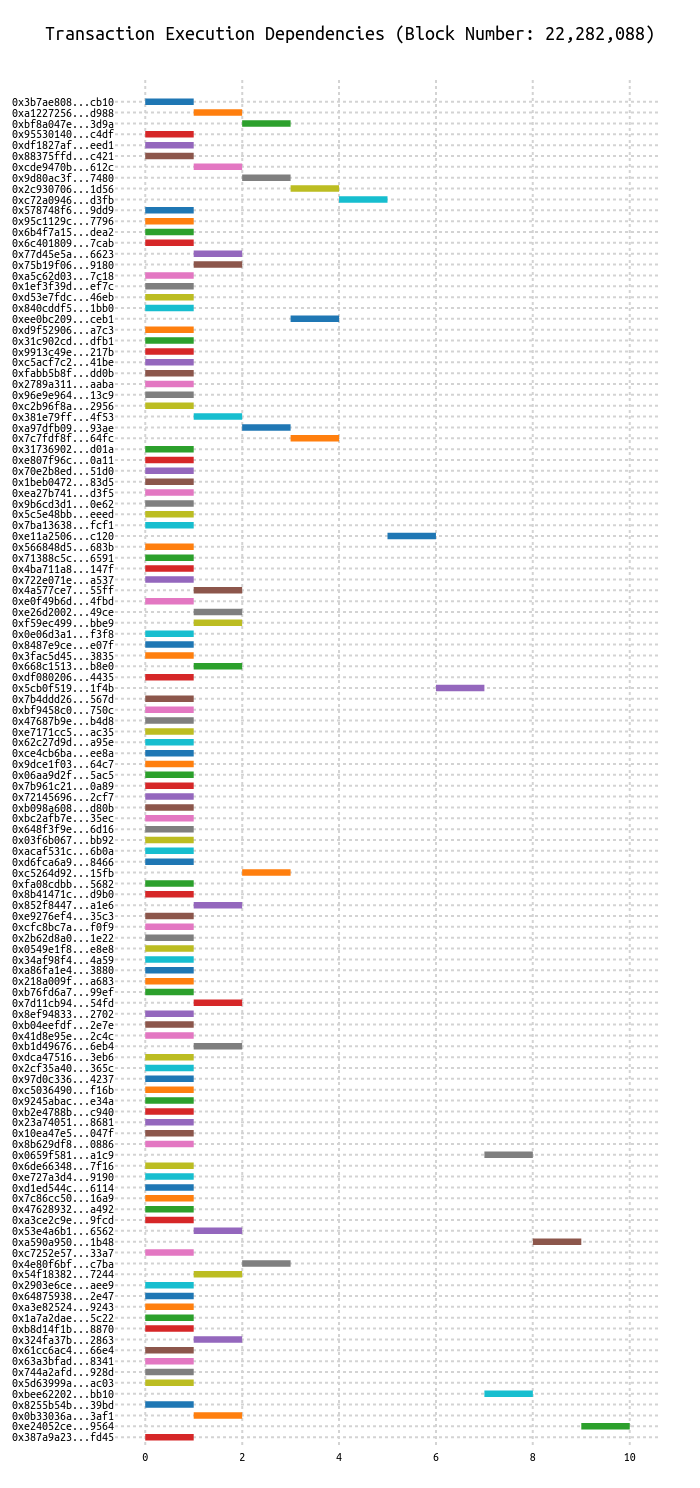 Transaction Execution Dependencies (Block Number: 22,282,088)
0x3b7ae808...cb10
0xa1227256...d988
0xbf8a047e...3d9a
0x95530140...c4df
0xdf1827af...eed1
0x88375ffd...c421
0xcde9470b...612c
0x9d80ac3f...7480
0x2c930706...1d56
0xc72a0946...d3fb
0x578748f6...9dd9
0x95c1129c...7796
0x6b4f7a15...dea2
0x6c401809...7cab
0x77d45e5a...6623
0x75b19f06...9180
0xa5c62d03...7c18
0x1ef3f39d...ef7c
0xd53e7fdc...46eb
0x840cddf5...1bb0
0xee0bc209...ceb1
0xd9f52906...a7c3
0x31c902cd...dfb1
0x9913c49e...217b
0xc5acf7c2...41be
0xfabb5b8f...dd0b
0x2789a311...aaba
0x96e9e964...13c9
0xc2b96f8a...2956
0x381e79ff...4f53
0xa97dfb09...93ae
0x7c7fdf8f...64fc
0x31736902...d01a
0xe807f96c...0a11
0x70e2b8ed...51d0
0x1beb0472...83d5
0xea27b741...d3f5
0x9b6cd3d1...0e62
0x5c5e48bb...eeed
0x7ba13638...fcf1
0xe11a2506...c120
0x566848d5...683b
0x71388c5c...6591
0x4ba711a8...147f
0x722e071e...a537
0x4a577ce7...55ff
0xe0f49b6d...4fbd
0xe26d2002...49ce
0xf59ec499...bbe9
0x0e06d3a1...f3f8
0x8487e9ce...e07f
0x3fac5d45...3835
0x668c1513...b8e0
0xdf080206...4435
0x5cb0f519...1f4b
0x7b4ddd26...567d
0xbf9458c0...750c
0x47687b9e...b4d8
0xe7171cc5...ac35
0x62c27d9d...a95e
0xce4cb6ba...ee8a
0x9dce1f03...64c7
0x06aa9d2f...5ac5
0x7b961c21...0a89
0x72145696...2cf7
0xb098a608...d80b
0xbc2afb7e...35ec
0x648f3f9e...6d16
0x03f6b067...bb92
0xacaf531c...6b0a
0xd6fca6a9...8466
0xc5264d92...15fb
0xfa08cdbb...5682
0x8b41471c...d9b0
0x852f8447...a1e6
0xe9276ef4...35c3
0xcfc8bc7a...f0f9
0x2b62d8a0...1e22
0x0549e1f8...e8e8
0x34af98f4...4a59
0xa86fa1e4...3880
0x218a009f...a683
0xb76fd6a7...99ef
0x7d11cb94...54fd
0x8ef94833...2702
0xb04eefdf...2e7e
0x41d8e95e...2c4c
0xb1d49676...6eb4
0xdca47516...3eb6
0x2cf35a40...365c
0x97d0c336...4237
0xc5036490...f16b
0x9245abac...e34a
0xb2e4788b...c940
0x23a74051...8681
0x10ea47e5...047f
0x8b629df8...0886
0x0659f581...a1c9
0x6de66348...7f16
0xe727a3d4...9190
0xd1ed544c...6114
0x7c86cc50...16a9
0x47628932...a492
0xa3ce2c9e...9fcd
0x53e4a6b1...6562
0xa590a950...1b48
0xc7252e57...33a7
0x4e80f6bf...c7ba
0x54f18382...7244
0x2903e6ce...aee9
0x64875938...2e47
0xa3e82524...9243
0x1a7a2dae...5c22
0xb8d14f1b...8870
0x324fa37b...2863
0x61cc6ac4...66e4
0x63a3bfad...8341
0x744a2afd...928d
0x5d63999a...ac03
0xbee62202...bb10
0x8255b54b...39bd
0x0b33036a...3af1
0xe24052ce...9564
0x387a9a23...fd45
0 2 4 6 8 10